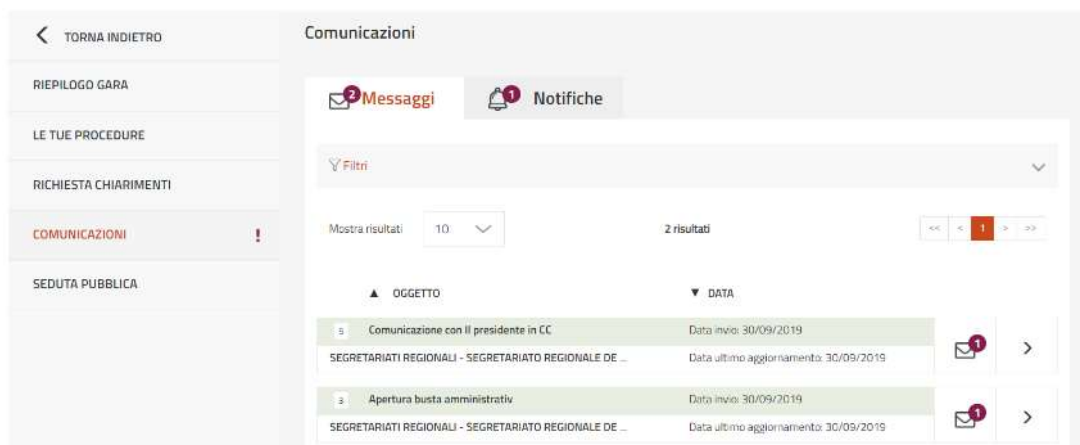 TORNA INDIETRO
Comunicazioni
RIEPILOGO GARA
LE TUE PROCEDURE
RICHIESTA CHIARIMENTI
COMUNICAZIONI !
SEDUTA PUBBLICA
2 Messaggi
1 Notifiche
Filtri
Mostra risultati 10 2 risultati << < 1 > >>
▲ OGGETTO ▼ DATA
5 Comunicazione con Il presidente in CC Data invio: 30/09/2019
SEGRETARIATI REGIONALI - SEGRETARIATO REGIONALE DE ... Data ultimo aggiornamento: 30/09/2019 1 >
3 Apertura busta amministrativ Data invio: 30/09/2019
SEGRETARIATI REGIONALI - SEGRETARIATO REGIONALE DE ... Data ultimo aggiornamento: 30/09/2019 1 >